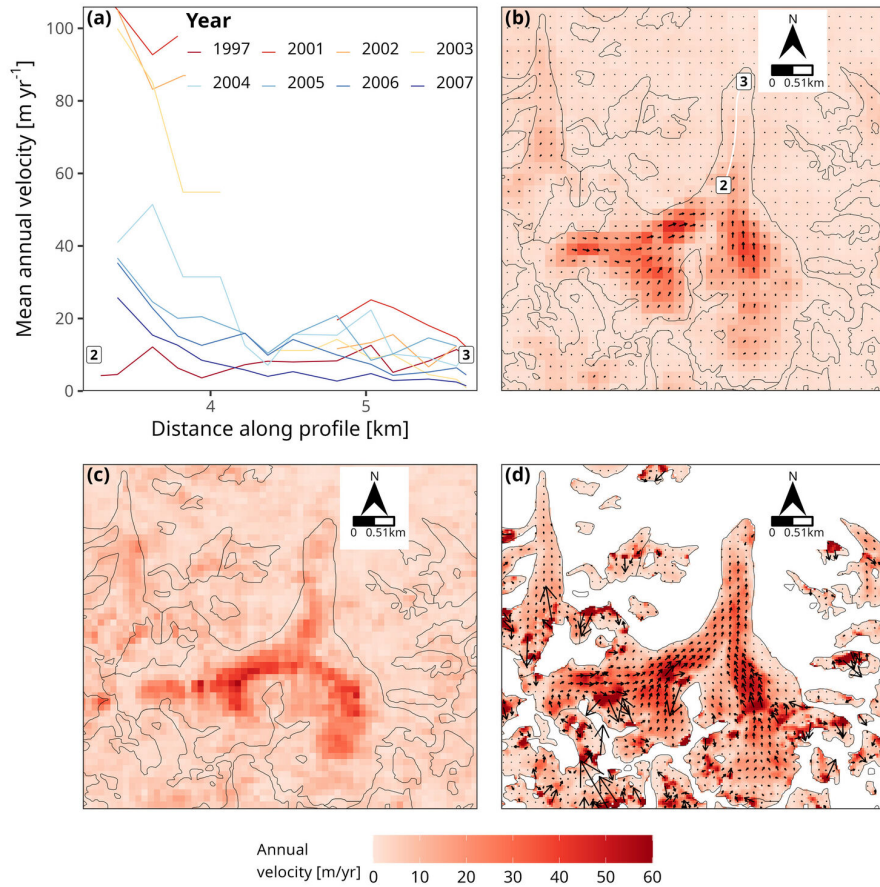 (a)
Year
1997 2001 2002 2003
2004 2005 2006 2007
Mean annual velocity [m yr-1]
100
80
60
40
20
0
2
3
4 5
Distance along profile [km]
(b)
N
0 0.51km
3
2
(c)
N
0 0.51km
(d)
N
0 0.51km
Annual
velocity [m/yr]
0 10 20 30 40 50 60